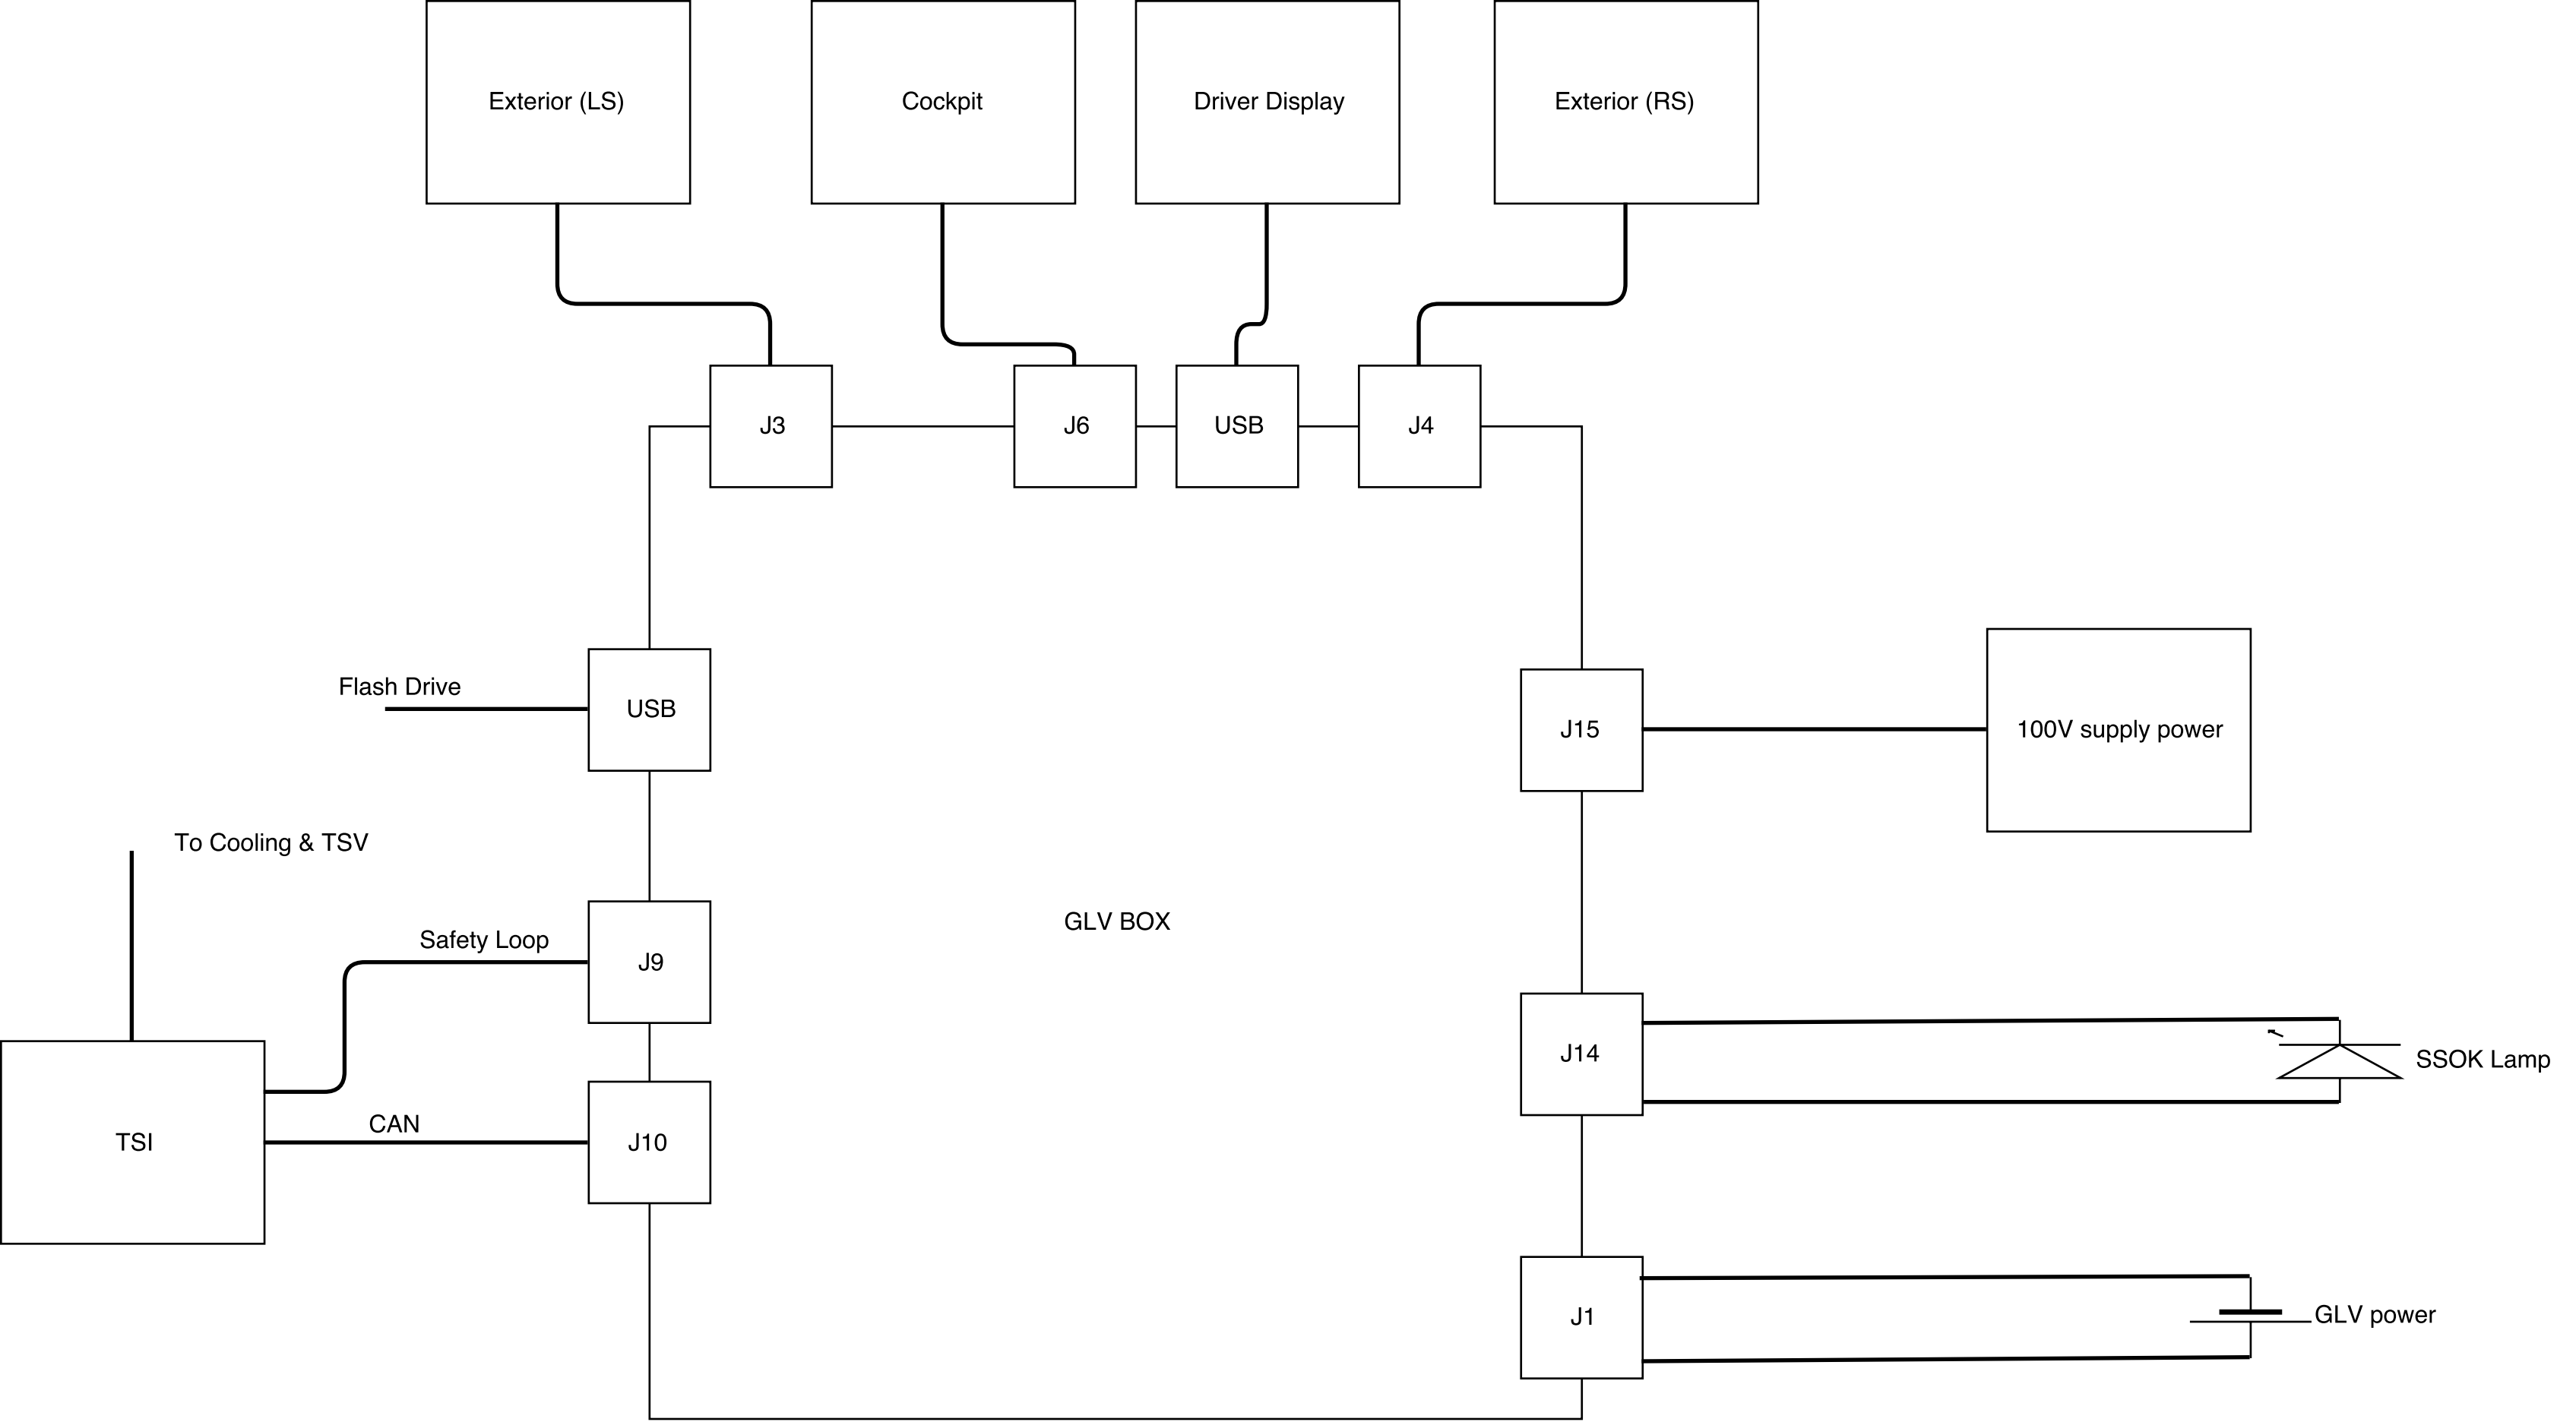 Exterior (LS)
Cockpit
Driver Display
Exterior (RS)
J3
J6
USB
J4
Flash Drive
USB
J15
100V supply power
To Cooling & TSV
GLV BOX
Safety Loop
J9
J14
SSOK Lamp
CAN
TSI
J10
J1
GLV power